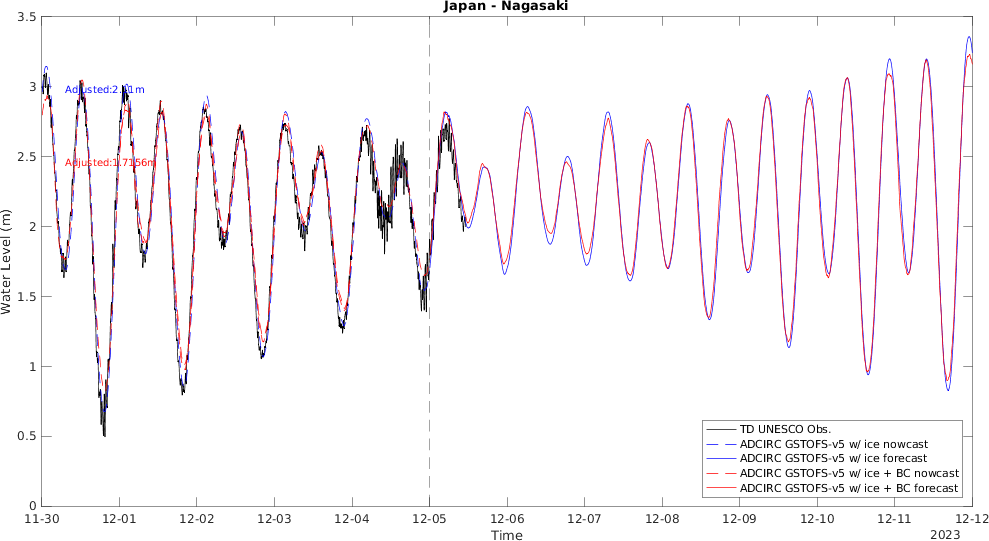 Japan - Nagasaki
3.5
3
2.5
2
1.5
1
0.5
0
Water Level (m)
Adjusted:1.7156m
TD UNESCO Obs.
ADCIRC GSTOFS-v5 w/ ice nowcast
ADCIRC GSTOFS-v5 w/ ice forecast
ADCIRC GSTOFS-v5 w/ ice + BC nowcast
ADCIRC GSTOFS-v5 w/ ice + BC forecast
11-30 12-01 12-02 12-03 12-04 12-05 12-06 12-07 12-08 12-09 12-10 12-11 12-12
Time
2023